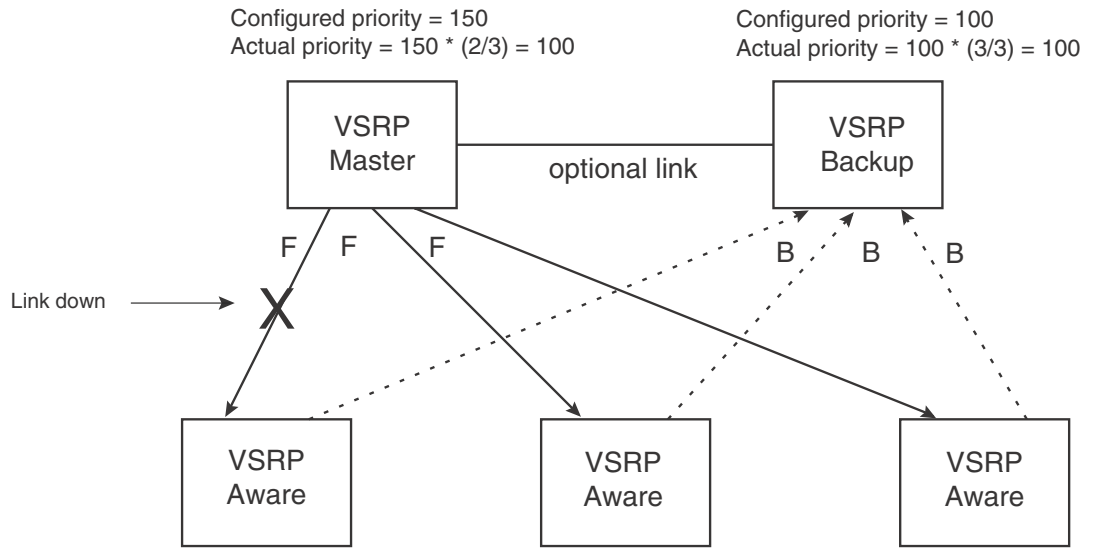 Configured priority = 150
Actual priority = 150 * (2/3) = 100
Configured priority = 100
Actual priority = 100 * (3/3) = 100
VSRP
Master
optional link
VSRP
Backup
F
F
F
B
B
B
Link down
X
VSRP
Aware
VSRP
Aware
VSRP
Aware